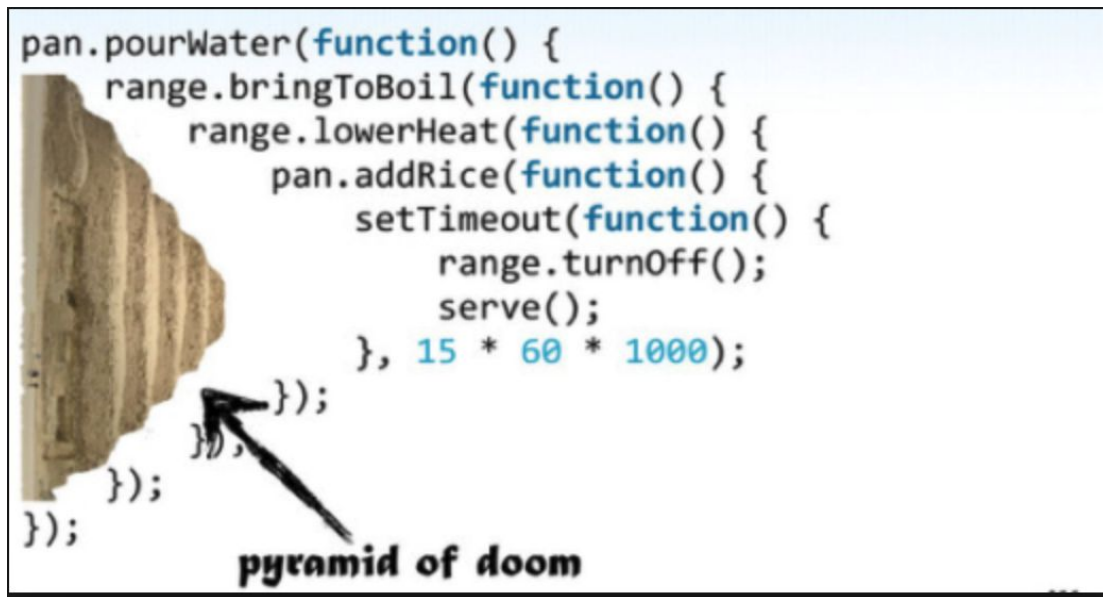 pan.pourWater(function() {
range.bringToBoil(function() {
range.lowerHeat(function() {
pan.addRice(function() {
setTimeout(function() {
range.turnOff();
serve();
}, 15 * 60 * 1000);
});
});
});
});
pyramid of doom